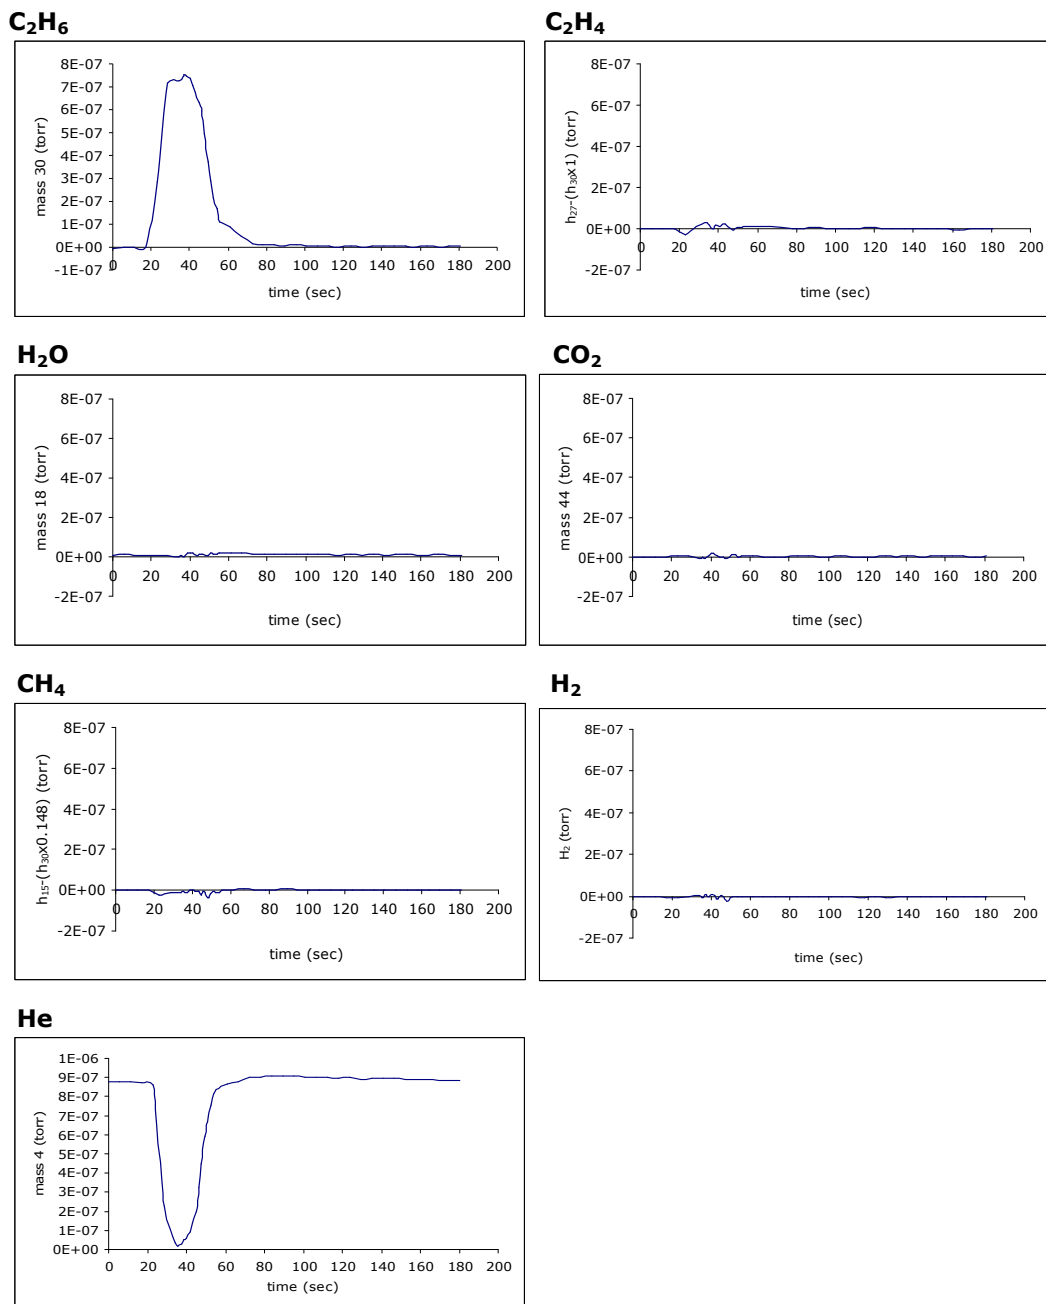 C₂H₆
8E-07
7E-07
6E-07
5E-07
4E-07
3E-07
2E-07
1E-07
0E+00
-1E-07
mass 30 (torr)
0 20 40 60 80 100 120 140 160 180 200
time (sec)
C₂H₄
8E-07
6E-07
4E-07
2E-07
0E+00
-2E-07
h₂₇-(h₃₀x1) (torr)
0 20 40 60 80 100 120 140 160 180 200
time (sec)
H₂O
8E-07
6E-07
4E-07
2E-07
0E+00
-2E-07
mass 18 (torr)
0 20 40 60 80 100 120 140 160 180 200
time (sec)
CO₂
8E-07
6E-07
4E-07
2E-07
0E+00
-2E-07
mass 44 (torr)
0 20 40 60 80 100 120 140 160 180 200
time (sec)
CH₄
8E-07
6E-07
4E-07
2E-07
0E+00
-2E-07
h₁₅-(h₃₀x0.148) (torr)
0 20 40 60 80 100 120 140 160 180 200
time (sec)
H₂
8E-07
6E-07
4E-07
2E-07
0E+00
-2E-07
H₂ (torr)
0 20 40 60 80 100 120 140 160 180 200
time (sec)
He
1E-06
9E-07
8E-07
7E-07
6E-07
5E-07
4E-07
3E-07
2E-07
1E-07
0E+00
mass 4 (torr)
0 20 40 60 80 100 120 140 160 180 200
time (sec)